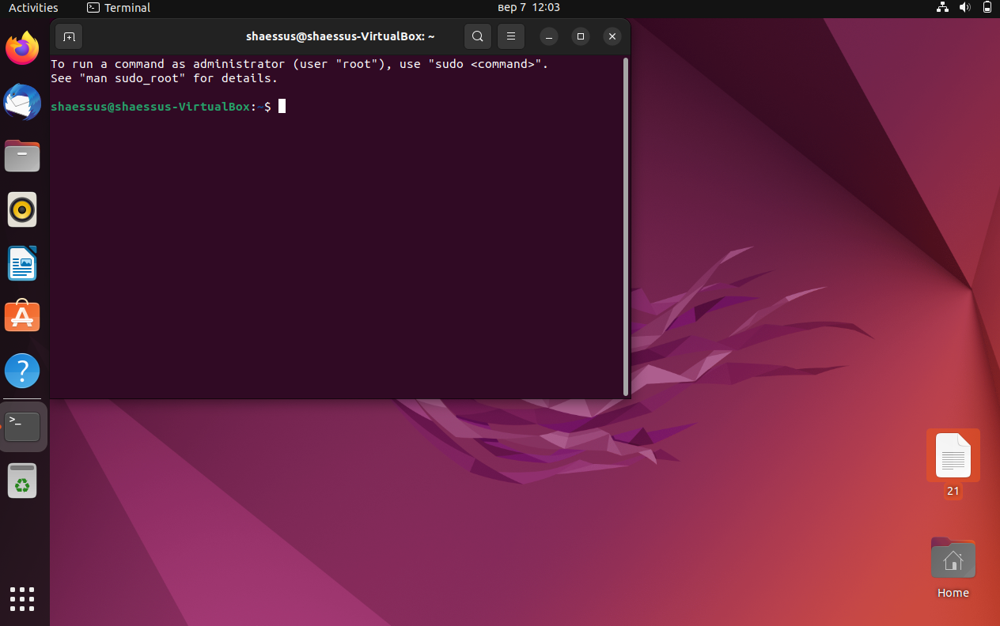 Activities
Terminal
вер 7 12:03
shaessus@shaessus-VirtualBox: ~
To run a command as administrator (user "root"), use "sudo <command>".
See "man sudo_root" for details.
shaessus@shaessus-VirtualBox:~$
21
Home